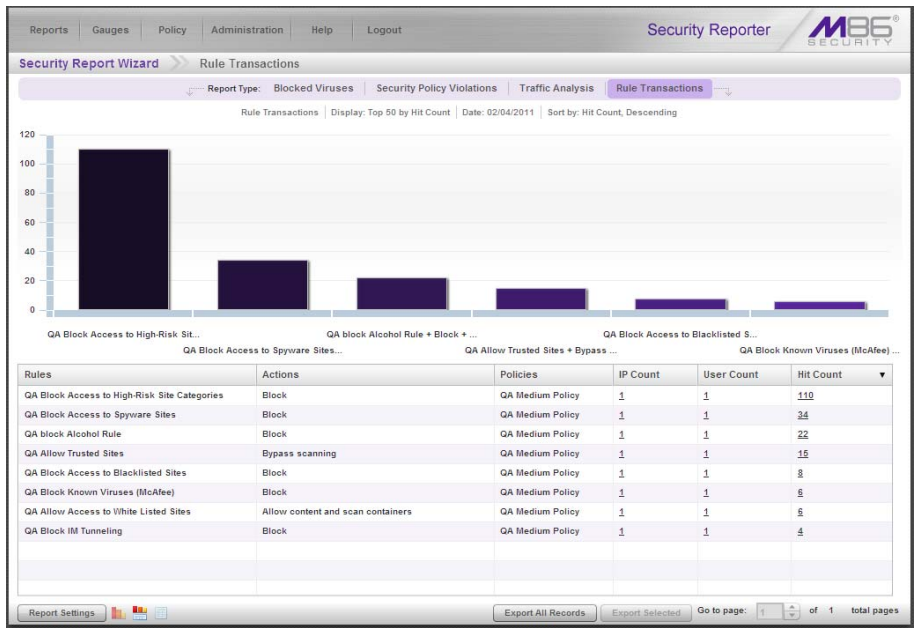 Reports Gauges Policy Administration Help Logout Security Reporter M86® SECURITY
Security Report Wizard Rule Transactions
Report Type: Blocked Viruses Security Policy Violations Traffic Analysis Rule Transactions
Rule Transactions Display: Top 50 by Hit Count Date: 02/04/2011 Sort by: Hit Count, Descending
120
100
80
60
40
20
0
QA Block Access to High-Risk Sit... QA block Alcohol Rule + Block + ... QA Block Access to Blacklisted S...
QA Block Access to Spyware Sites... QA Allow Trusted Sites + Bypass ... QA Block Known Viruses (McAfee) ...
Rules Actions Policies IP Count User Count Hit Count
QA Block Access to High-Risk Site Categories Block QA Medium Policy 1 1 110
QA Block Access to Spyware Sites Block QA Medium Policy 1 1 34
QA block Alcohol Rule Block QA Medium Policy 1 1 22
QA Allow Trusted Sites Bypass scanning QA Medium Policy 1 1 15
QA Block Access to Blacklisted Sites Block QA Medium Policy 1 1 8
QA Block Known Viruses (McAfee) Block QA Medium Policy 1 1 6
QA Allow Access to White Listed Sites Allow content and scan containers QA Medium Policy 1 1 6
QA Block IM Tunneling Block QA Medium Policy 1 1 4
Report Settings Export All Records Export Selected Go to page: 1 of 1 total pages